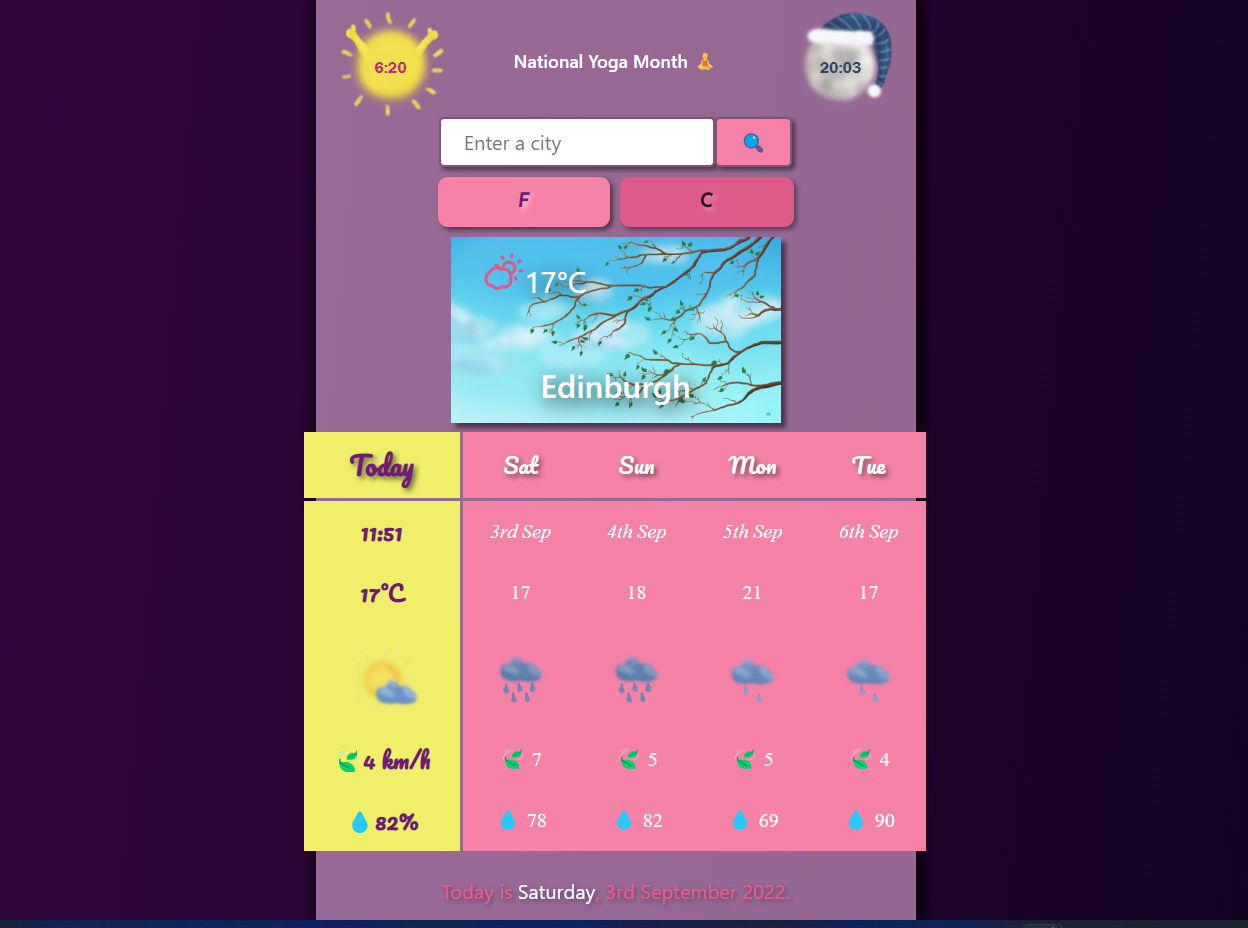 6:20
National Yoga Month 🧘
20:03
Enter a city
🔍
F C
17°C
Edinburgh
Today Sat Sun Mon Tue
11:51 3rd Sep 4th Sep 5th Sep 6th Sep
17°C 17 18 21 17
🍃 4 km/h 🍃 7 🍃 5 🍃 5 🍃 4
💧 82% 💧 78 💧 82 💧 69 💧 90
Today is Saturday, 3rd September 2022.